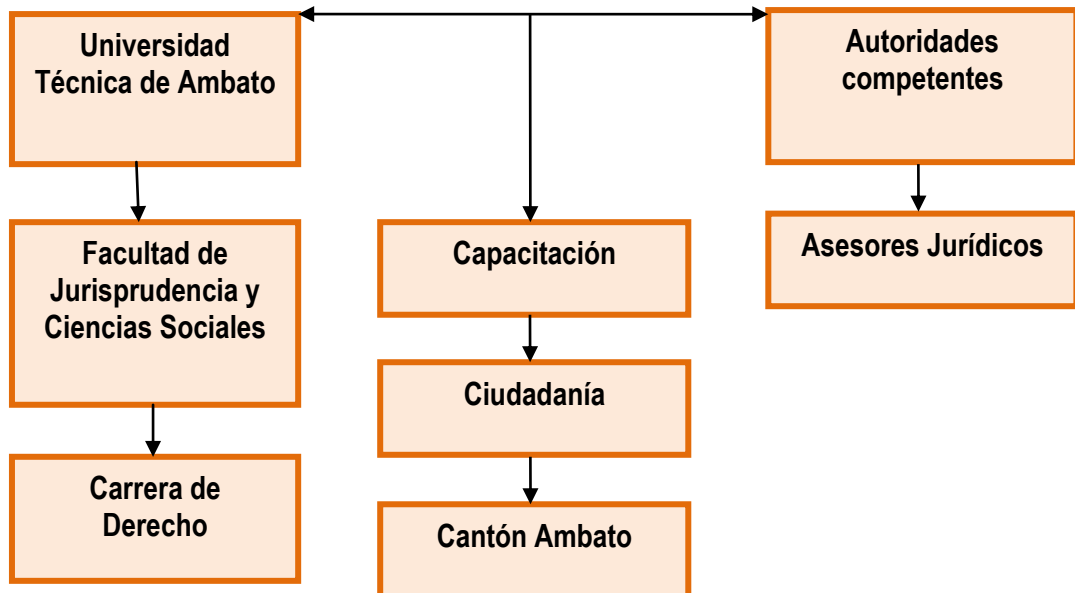 Universidad
Técnica de Ambato
Autoridades
competentes
Facultad de
Jurisprudencia y
Ciencias Sociales
Capacitación
Asesores Jurídicos
Ciudadanía
Carrera de
Derecho
Cantón Ambato